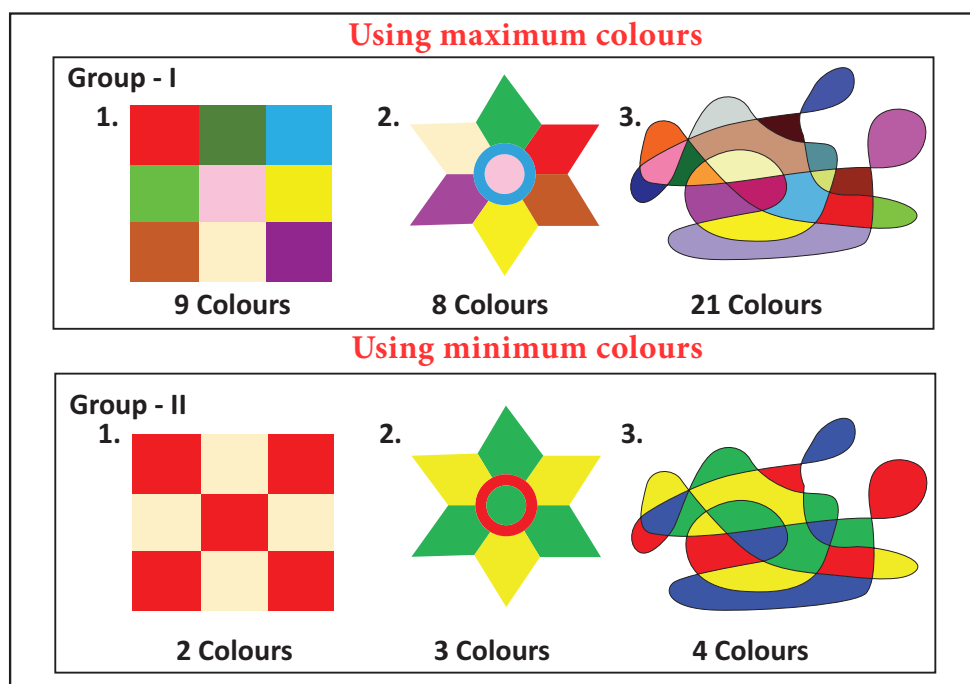 Using maximum colours
Group - I
1. 2. 3.
9 Colours 8 Colours 21 Colours
Using minimum colours
Group - II
1. 2. 3.
2 Colours 3 Colours 4 Colours